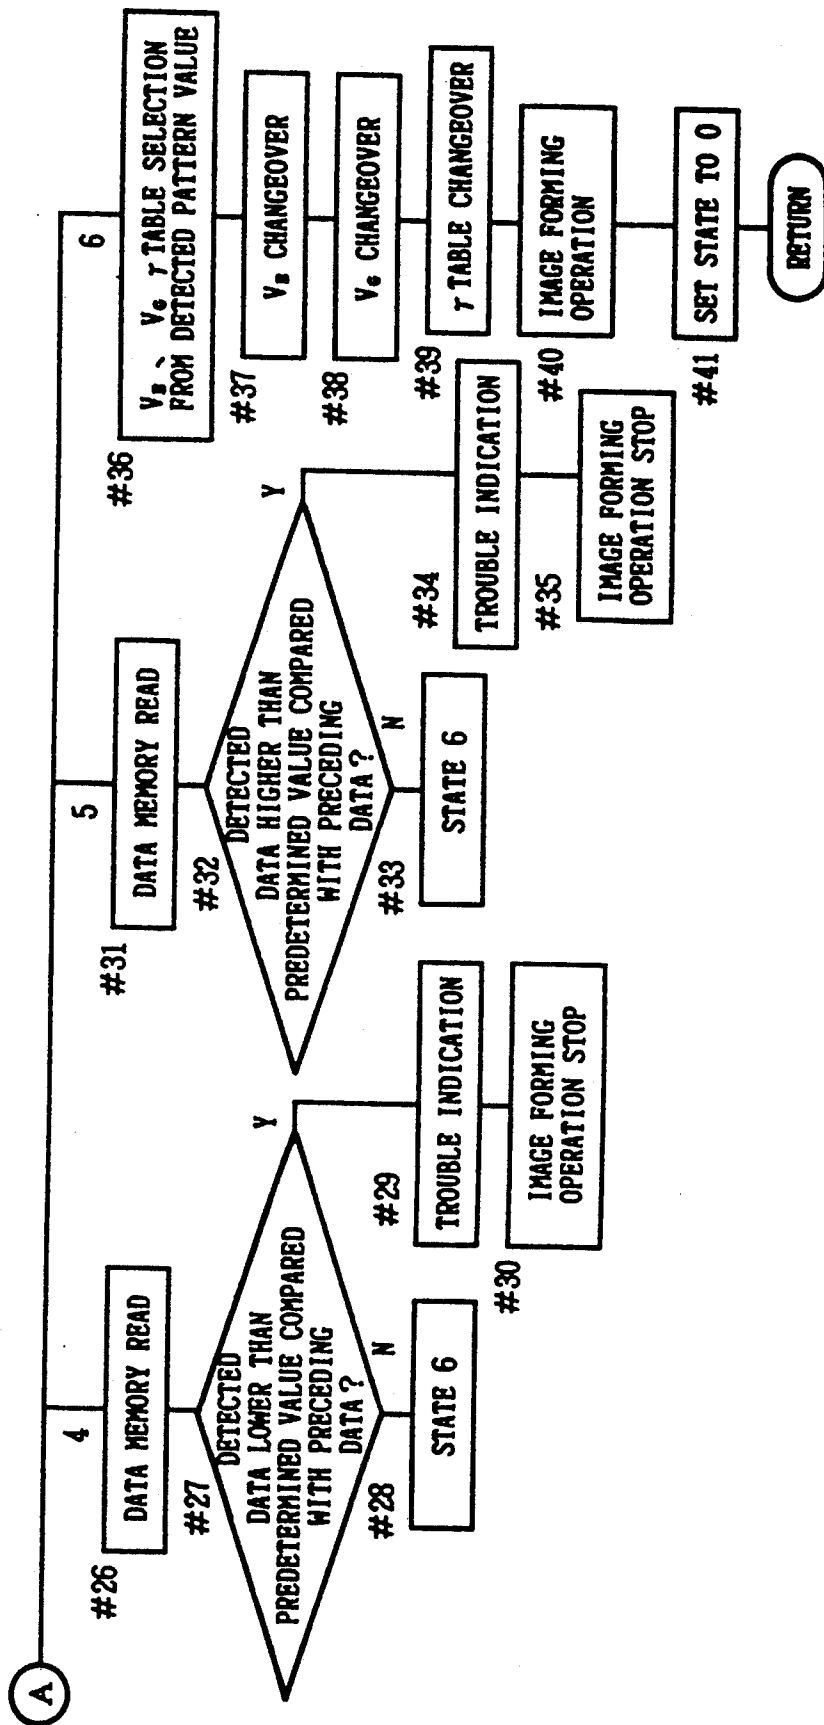 A
4
#26
DATA MEMORY READ
#27
DETECTED
DATA LOWER THAN
PREDETERMINED VALUE COMPARED
WITH PRECEDING
DATA?
Y
N
#28
STATE 6
#29
TROUBLE INDICATION
#30
IMAGE FORMING
OPERATION STOP
5
#31
DATA MEMORY READ
#32
DETECTED
DATA HIGHER THAN
PREDETERMINED VALUE COMPARED
WITH PRECEDING
DATA?
Y
N
#33
STATE 6
#34
TROUBLE INDICATION
#35
IMAGE FORMING
OPERATION STOP
6
#36
V_B、V_G γ TABLE SELECTION
FROM DETECTED PATTERN VALUE
#37
V_B CHANGEOVER
#38
V_G CHANGEOVER
#39
γ TABLE CHANGEOVER
#40
IMAGE FORMING
OPERATION
#41
SET STATE TO 0
RETURN